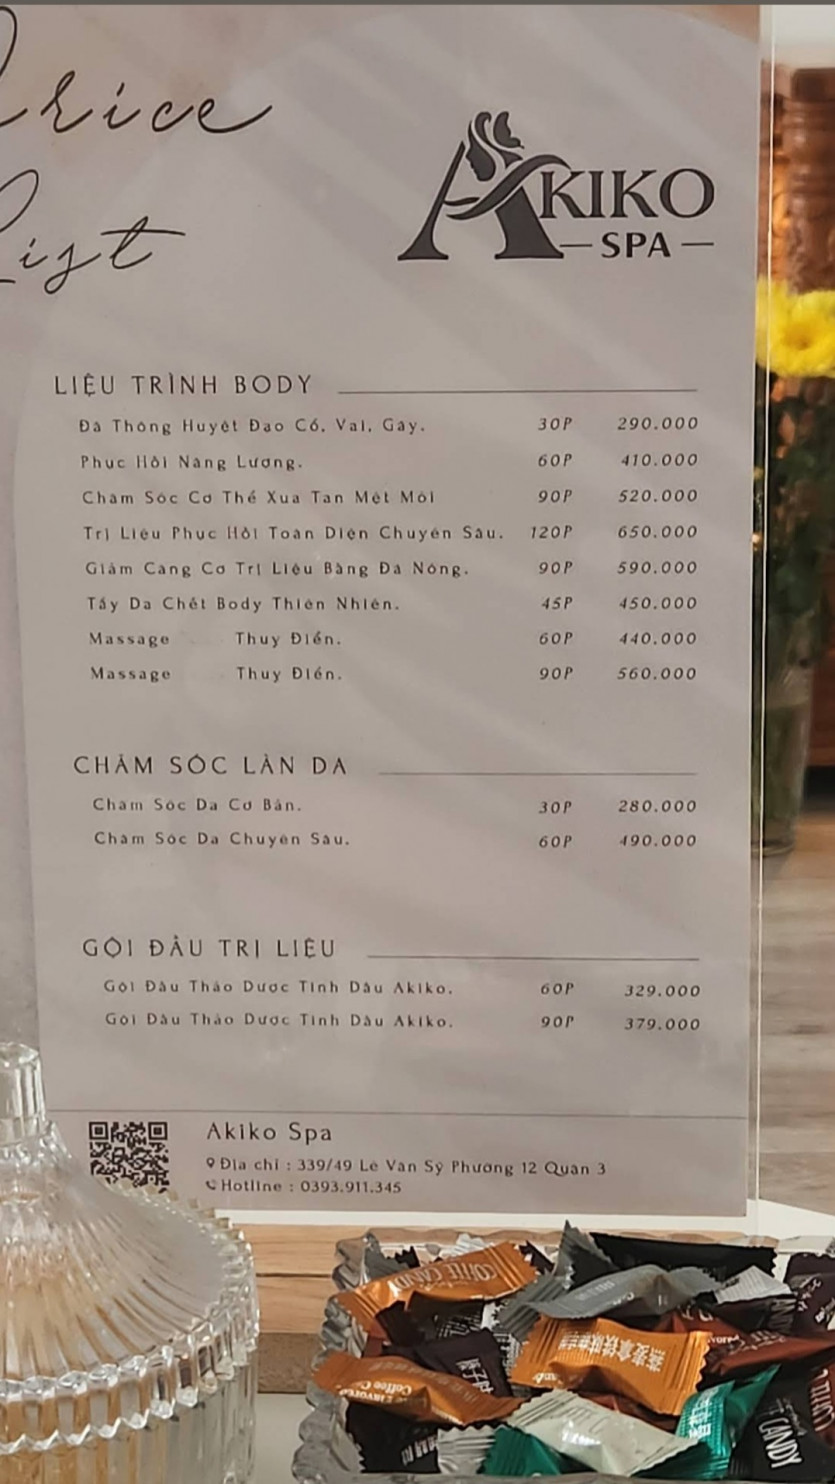 Price
List
AKIKO
SPA
LIỆU TRÌNH BODY
Đả Thông Huyệt Đạo Cổ, Vai, Gáy. 30P 290.000
Phục Hồi Năng Lượng. 60P 410.000
Chăm Sóc Cơ Thể Xua Tan Mệt Mỏi 90P 520.000
Trị Liệu Phục Hồi Toàn Diện Chuyên Sâu. 120P 650.000
Giảm Căng Cơ Trị Liệu Bằng Đá Nóng. 90P 590.000
Tẩy Da Chết Body Thiên Nhiên. 45P 450.000
Massage Thụy Điển. 60P 440.000
Massage Thụy Điển. 90P 560.000
CHĂM SÓC LÀN DA
Chăm Sóc Da Cơ Bản. 30P 280.000
Chăm Sóc Da Chuyên Sâu. 60P 490.000
GỘI ĐẦU TRỊ LIỆU
Gội Đầu Thảo Dược Tinh Dầu Akiko. 60P 329.000
Gội Đầu Thảo Dược Tinh Dầu Akiko. 90P 379.000
Akiko Spa
Địa chỉ : 339/49 Lê Văn Sỹ Phường 12 Quận 3
Hotline : 0393.911.345
COFFEE CANDY
燕麦拿铁
Coffee
CANDY